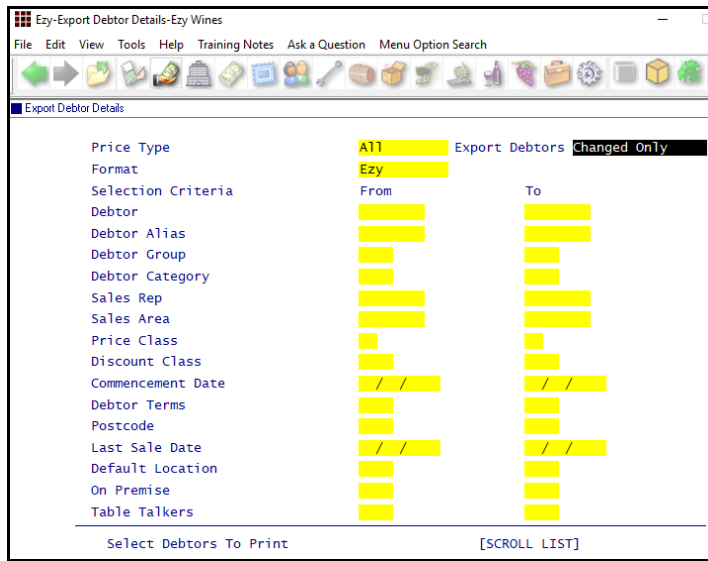 Ezy-Export Debtor Details-Ezy Wines
File Edit View Tools Help Training Notes Ask a Question Menu Option Search
Export Debtor Details
Price Type All Export Debtors Changed Only
Format Ezy
Selection Criteria From To
Debtor
Debtor Alias
Debtor Group
Debtor Category
Sales Rep
Sales Area
Price Class
Discount Class
Commencement Date / / / /
Debtor Terms
Postcode
Last Sale Date / / / /
Default Location
On Premise
Table Talkers
Select Debtors To Print [SCROLL LIST]